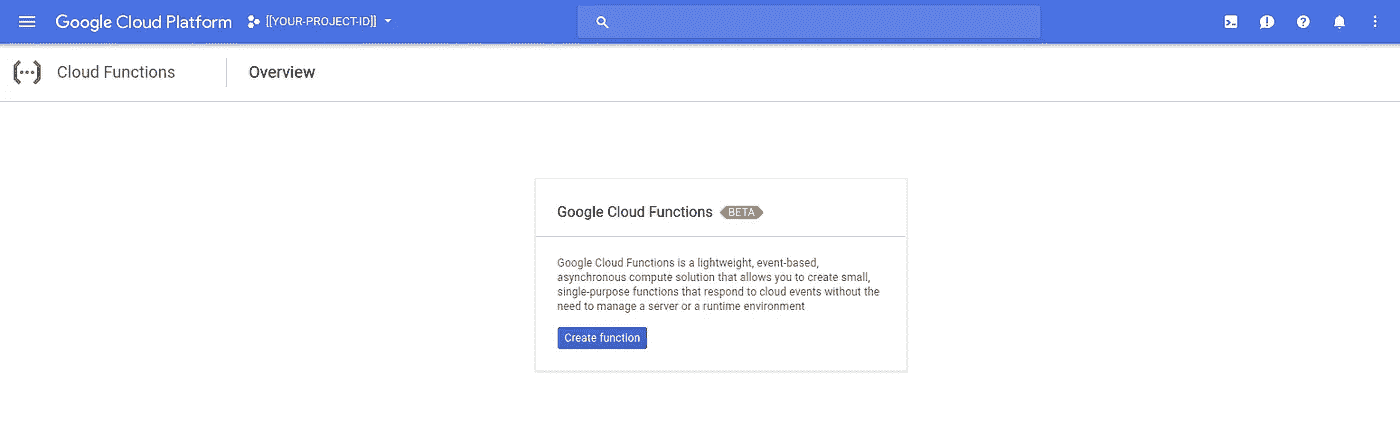 Google Cloud Platform [[YOUR-PROJECT-ID]]
Cloud Functions Overview
Google Cloud Functions BETA
Google Cloud Functions is a lightweight, event-based,
asynchronous compute solution that allows you to create small,
single-purpose functions that respond to cloud events without the
need to manage a server or a runtime environment
Create function